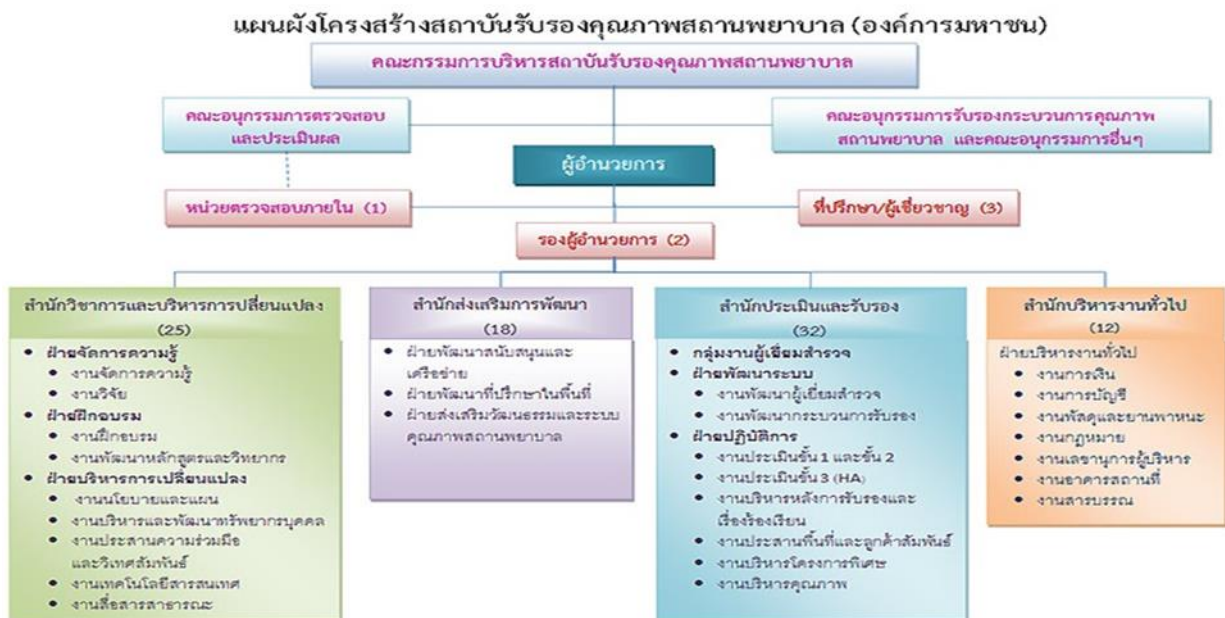 แผนผังโครงสร้างสถาบันรับรองคุณภาพสถานพยาบาล (องค์การมหาชน)
คณะกรรมการบริหารสถาบันรับรองคุณภาพสถานพยาบาล
คณะอนุกรรมการตรวจสอบ
และประเมินผล
คณะอนุกรรมการรับรองกระบวนการคุณภาพ
สถานพยาบาล และคณะอนุกรรมการอื่นๆ
ผู้อำนวยการ
หน่วยตรวจสอบภายใน (1)
ที่ปรึกษา/ผู้เชี่ยวชาญ (3)
รองผู้อำนวยการ (2)
สำนักวิชาการและบริหารการเปลี่ยนแปลง
(25)
• ฝ่ายจัดการความรู้
• งานจัดการความรู้
• งานวิจัย
• ฝ่ายฝึกอบรม
• งานฝึกอบรม
• งานพัฒนาหลักสูตรและวิทยากร
• ฝ่ายบริหารการเปลี่ยนแปลง
• งานนโยบายและแผน
• งานบริหารและพัฒนาทรัพยากรบุคคล
• งานประสานความร่วมมือ
และวิเทศสัมพันธ์
• งานเทคโนโลยีสารสนเทศ
• งานสื่อสารสาธารณะ
สำนักส่งเสริมการพัฒนา
(18)
• ฝ่ายพัฒนาสนับสนุนและ
เครือข่าย
• ฝ่ายพัฒนาที่ปรึกษาในพื้นที่
• ฝ่ายส่งเสริมวัฒนธรรมและระบบ
คุณภาพสถานพยาบาล
สำนักประเมินและรับรอง
(32)
• กลุ่มงานผู้เยี่ยมสำรวจ
• ฝ่ายพัฒนาระบบ
• งานพัฒนาผู้เยี่ยมสำรวจ
• งานพัฒนากระบวนการรับรอง
• ฝ่ายปฏิบัติการ
• งานประเมินขั้น 1 และขั้น 2
• งานประเมินขั้น 3 (HA)
• งานบริหารหลังการรับรองและ
เรื่องร้องเรียน
• งานประสานพื้นที่และลูกค้าสัมพันธ์
• งานบริหารโครงการพิเศษ
• งานบริหารคุณภาพ
สำนักบริหารงานทั่วไป
(12)
ฝ่ายบริหารงานทั่วไป
• งานการเงิน
• งานการบัญชี
• งานพัสดุและยานพาหนะ
• งานกฎหมาย
• งานเลขานุการผู้บริหาร
• งานอาคารสถานที่
• งานสารบรรณ